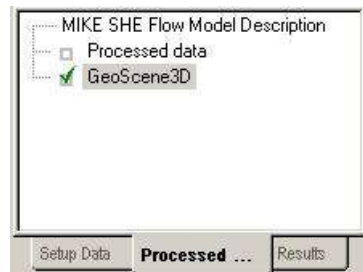 MIKE SHE Flow Model Description
Processed data
GeoScene3D
Setup Data Processed ... Results